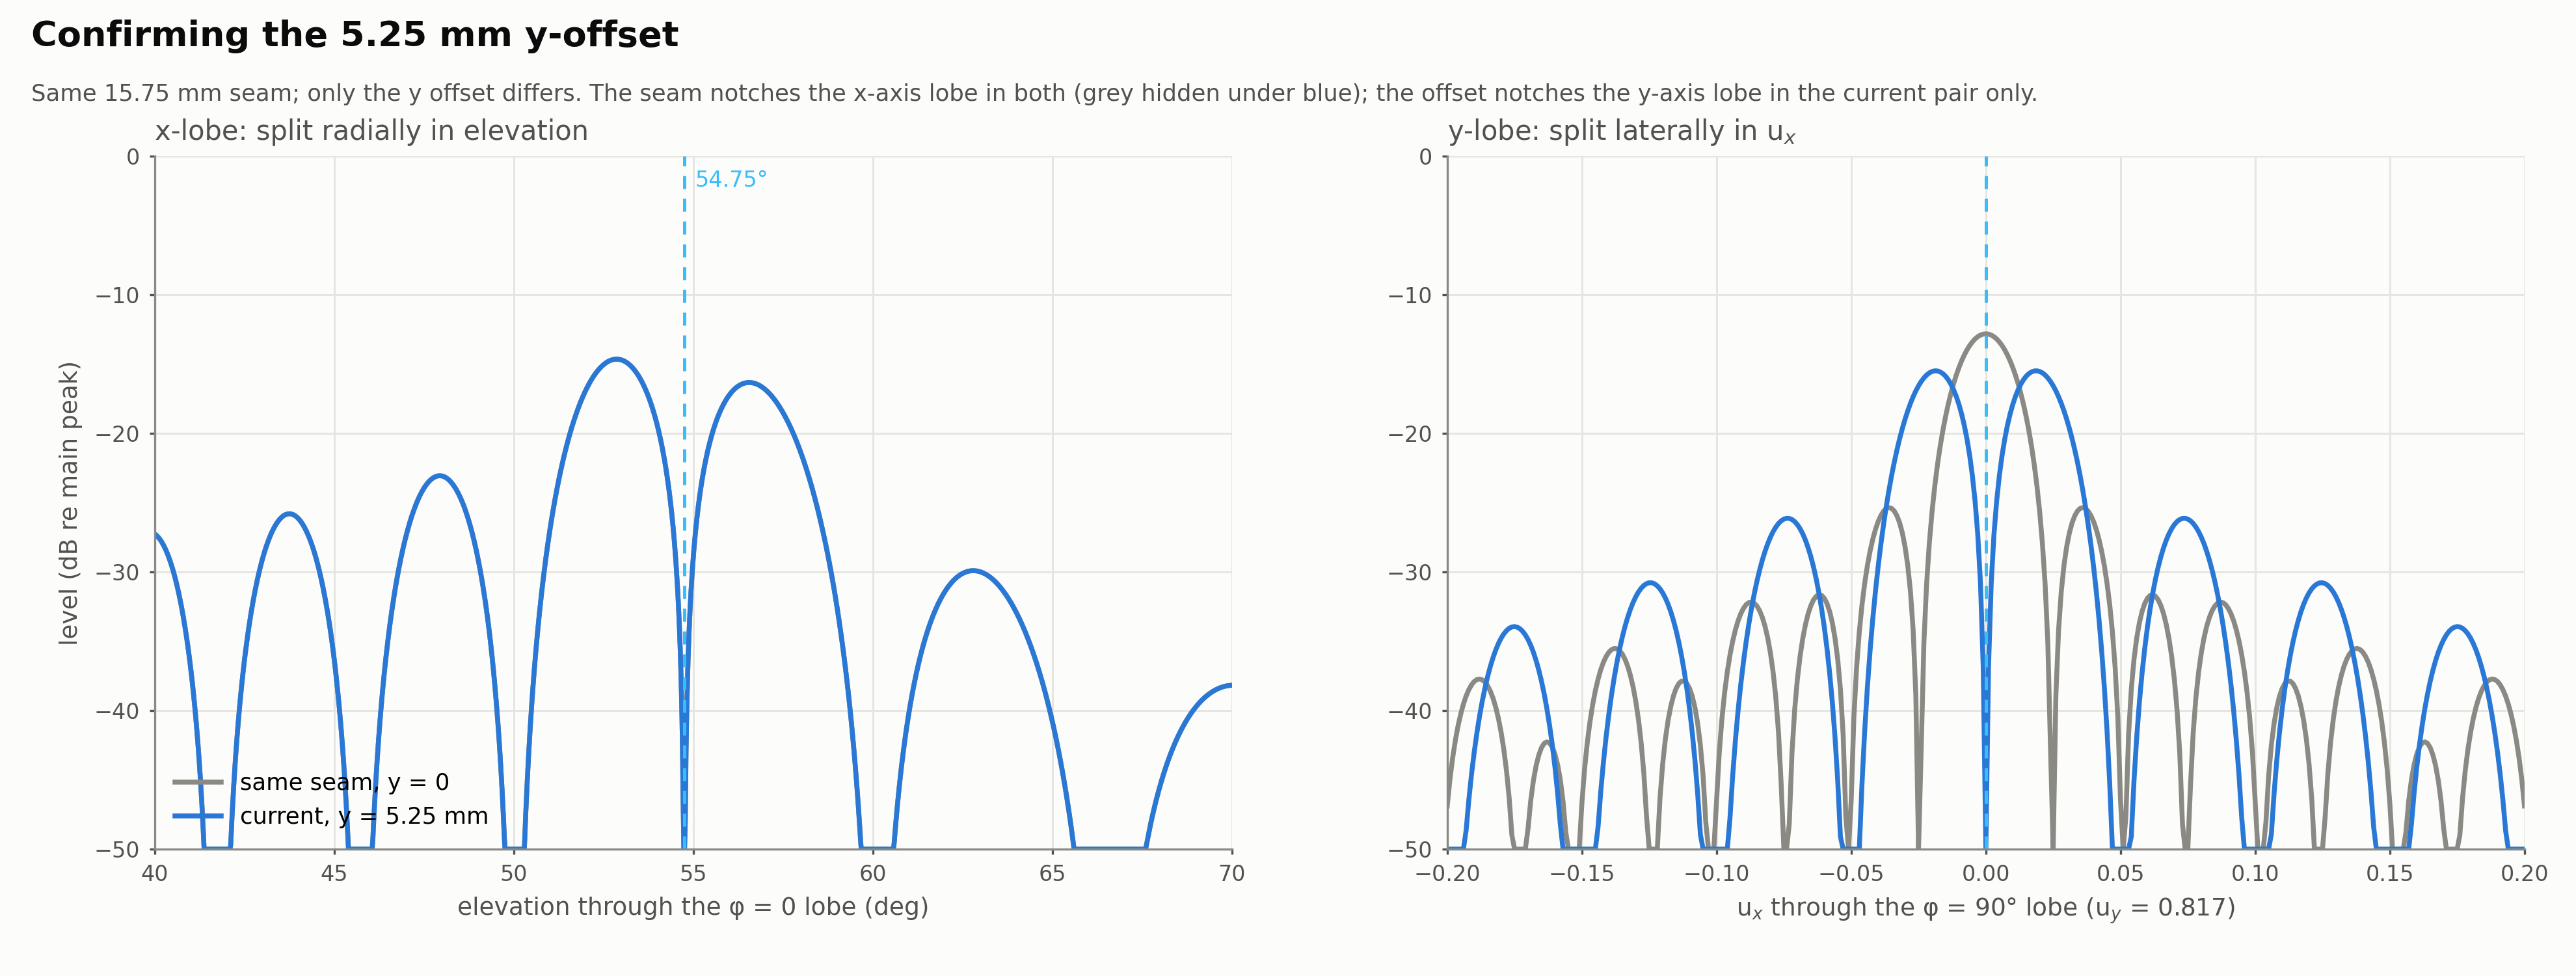 Confirming the 5.25 mm y-offset
Same 15.75 mm seam; only the y offset differs. The seam notches the x-axis lobe in both (grey hidden under blue); the offset notches the y-axis lobe in the current pair only.
x-lobe: split radially in elevation
0
−10
−20
−30
−40
−50
level (dB re main peak)
54.75°
same seam, y = 0
current, y = 5.25 mm
40 45 50 55 60 65 70
elevation through the φ = 0 lobe (deg)
y-lobe: split laterally in uₓ
0
−10
−20
−30
−40
−50
−0.20 −0.15 −0.10 −0.05 0.00 0.05 0.10 0.15 0.20
uₓ through the φ = 90° lobe (u_y = 0.817)